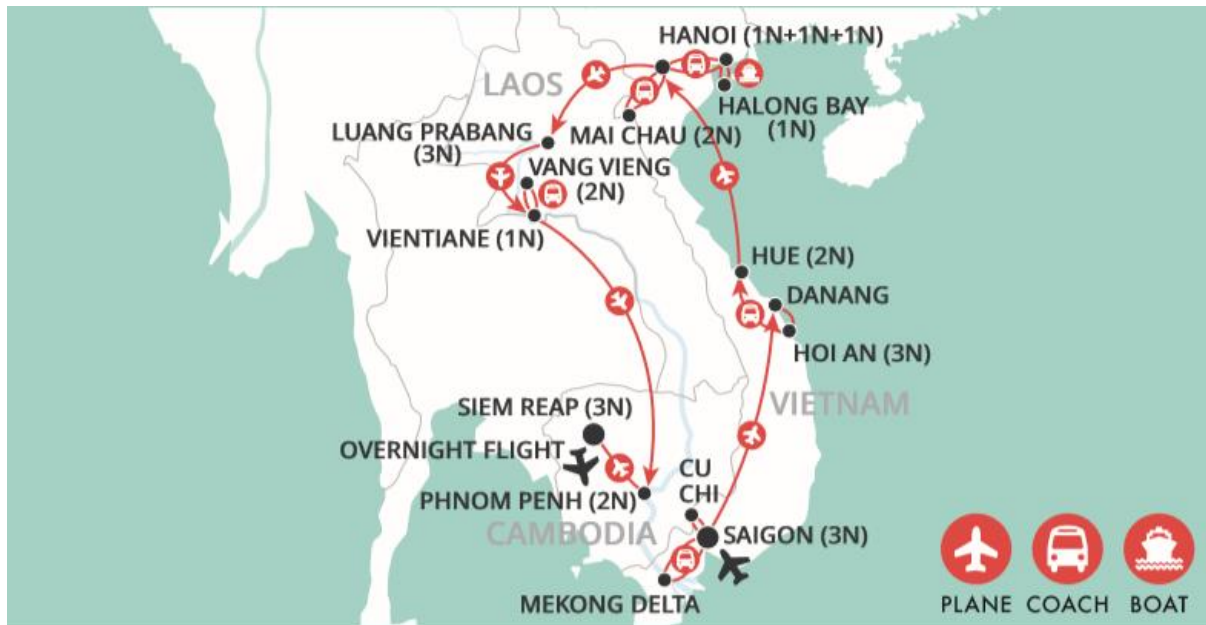 HANOI (1N+1N+1N)
LAOS
HALONG BAY
(1N)
LUANG PRABANG
(3N)
MAI CHAU (2N)
VANG VIENG
(2N)
VIENTIANE (1N)
HUE (2N)
DANANG
HOI AN (3N)
VIETNAM
SIEM REAP (3N)
OVERNIGHT FLIGHT
CU
CHI
PHNOM PENH (2N)
CAMBODIA
SAIGON (3N)
MEKONG DELTA
PLANE COACH BOAT